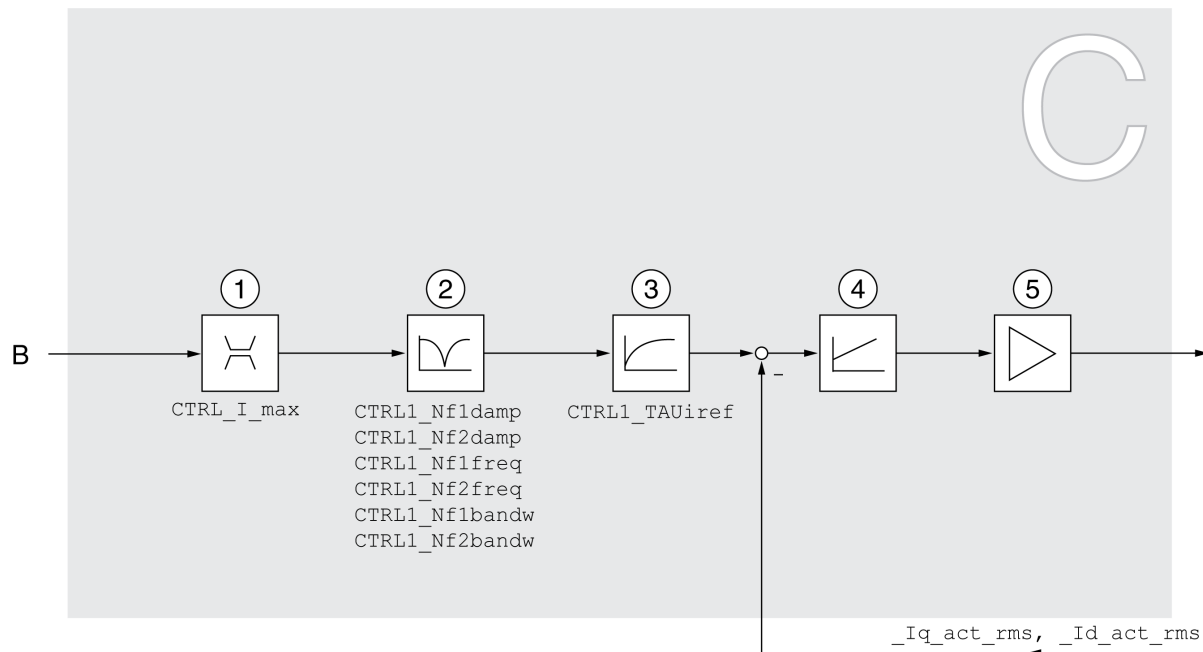 C
1
2
3
4
5
B
–
CTRL_I_max
CTRL1_Nf1damp
CTRL1_Nf2damp
CTRL1_Nf1freq
CTRL1_Nf2freq
CTRL1_Nf1bandw
CTRL1_Nf2bandw
CTRL1_TAUiref
_Iq_act_rms, _Id_act_rms